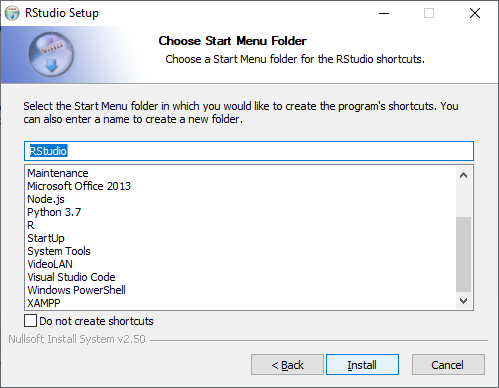 RStudio Setup
Choose Start Menu Folder
Choose a Start Menu folder for the RStudio shortcuts.
Select the Start Menu folder in which you would like to create the program's shortcuts. You
can also enter a name to create a new folder.
RStudio
Maintenance
Microsoft Office 2013
Node.js
Python 3.7
R
StartUp
System Tools
VideoLAN
Visual Studio Code
Windows PowerShell
XAMPP
Do not create shortcuts
Nullsoft Install System v2.50
< Back
Install
Cancel